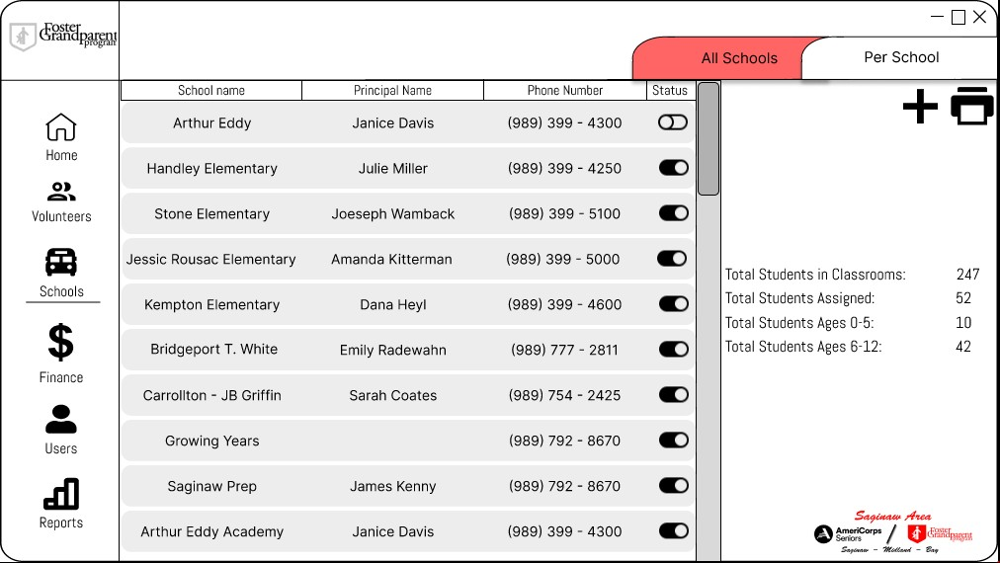 Foster
Grandparent
program
All Schools
Per School
School name Principal Name Phone Number Status
Arthur Eddy Janice Davis (989) 399 - 4300
Handley Elementary Julie Miller (989) 399 - 4250
Stone Elementary Joeseph Wamback (989) 399 - 5100
Jessic Rousac Elementary Amanda Kitterman (989) 399 - 5000
Kempton Elementary Dana Heyl (989) 399 - 4600
Bridgeport T. White Emily Radewahn (989) 777 - 2811
Carrollton - JB Griffin Sarah Coates (989) 754 - 2425
Growing Years (989) 792 - 8670
Saginaw Prep James Kenny (989) 792 - 8670
Arthur Eddy Academy Janice Davis (989) 399 - 4300
Home
Volunteers
Schools
Finance
Users
Reports
Total Students in Classrooms: 247
Total Students Assigned: 52
Total Students Ages 0-5: 10
Total Students Ages 6-12: 42
Saginaw Area
AmeriCorps
Seniors
/
Foster
Grandparent
program
Saginaw - Midland - Bay